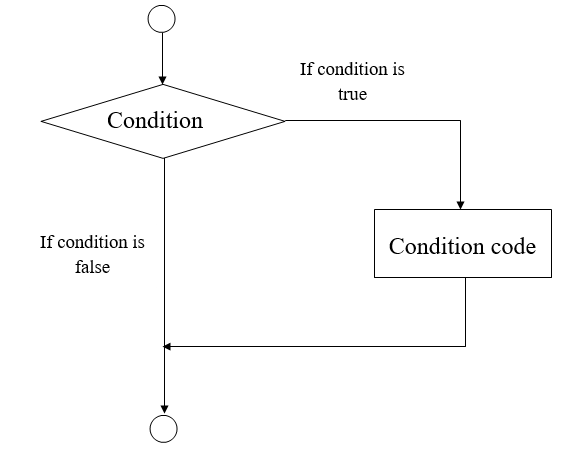 If condition is
true
Condition
Condition code
If condition is
false